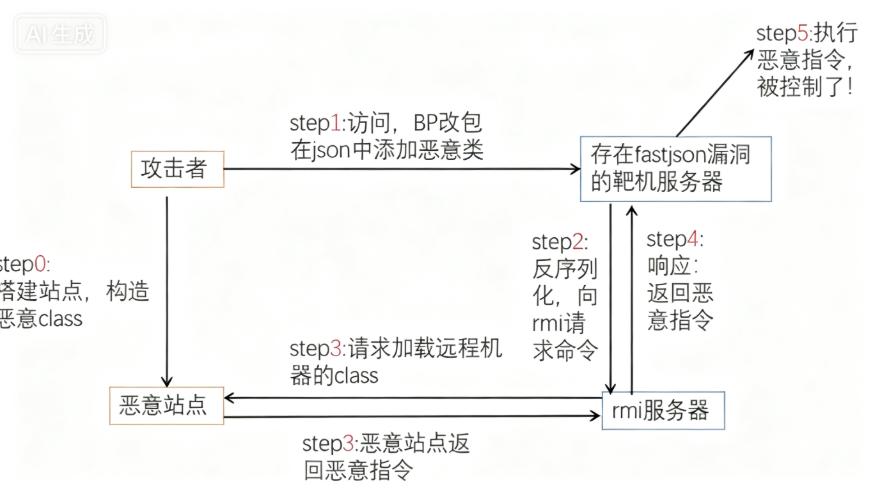 AI生成
step5:执行
恶意指令，
被控制了！
step1:访问，BP改包
在json中添加恶意类
攻击者
存在fastjson漏洞
的靶机服务器
step0:
搭建站点，构造
恶意class
step2:
反序列
化，向
rmi请
求命令
step4:
响应：
返回恶
意指令
step3:请求加载远程机
器的class
恶意站点
rmi服务器
step3:恶意站点返
回恶意指令